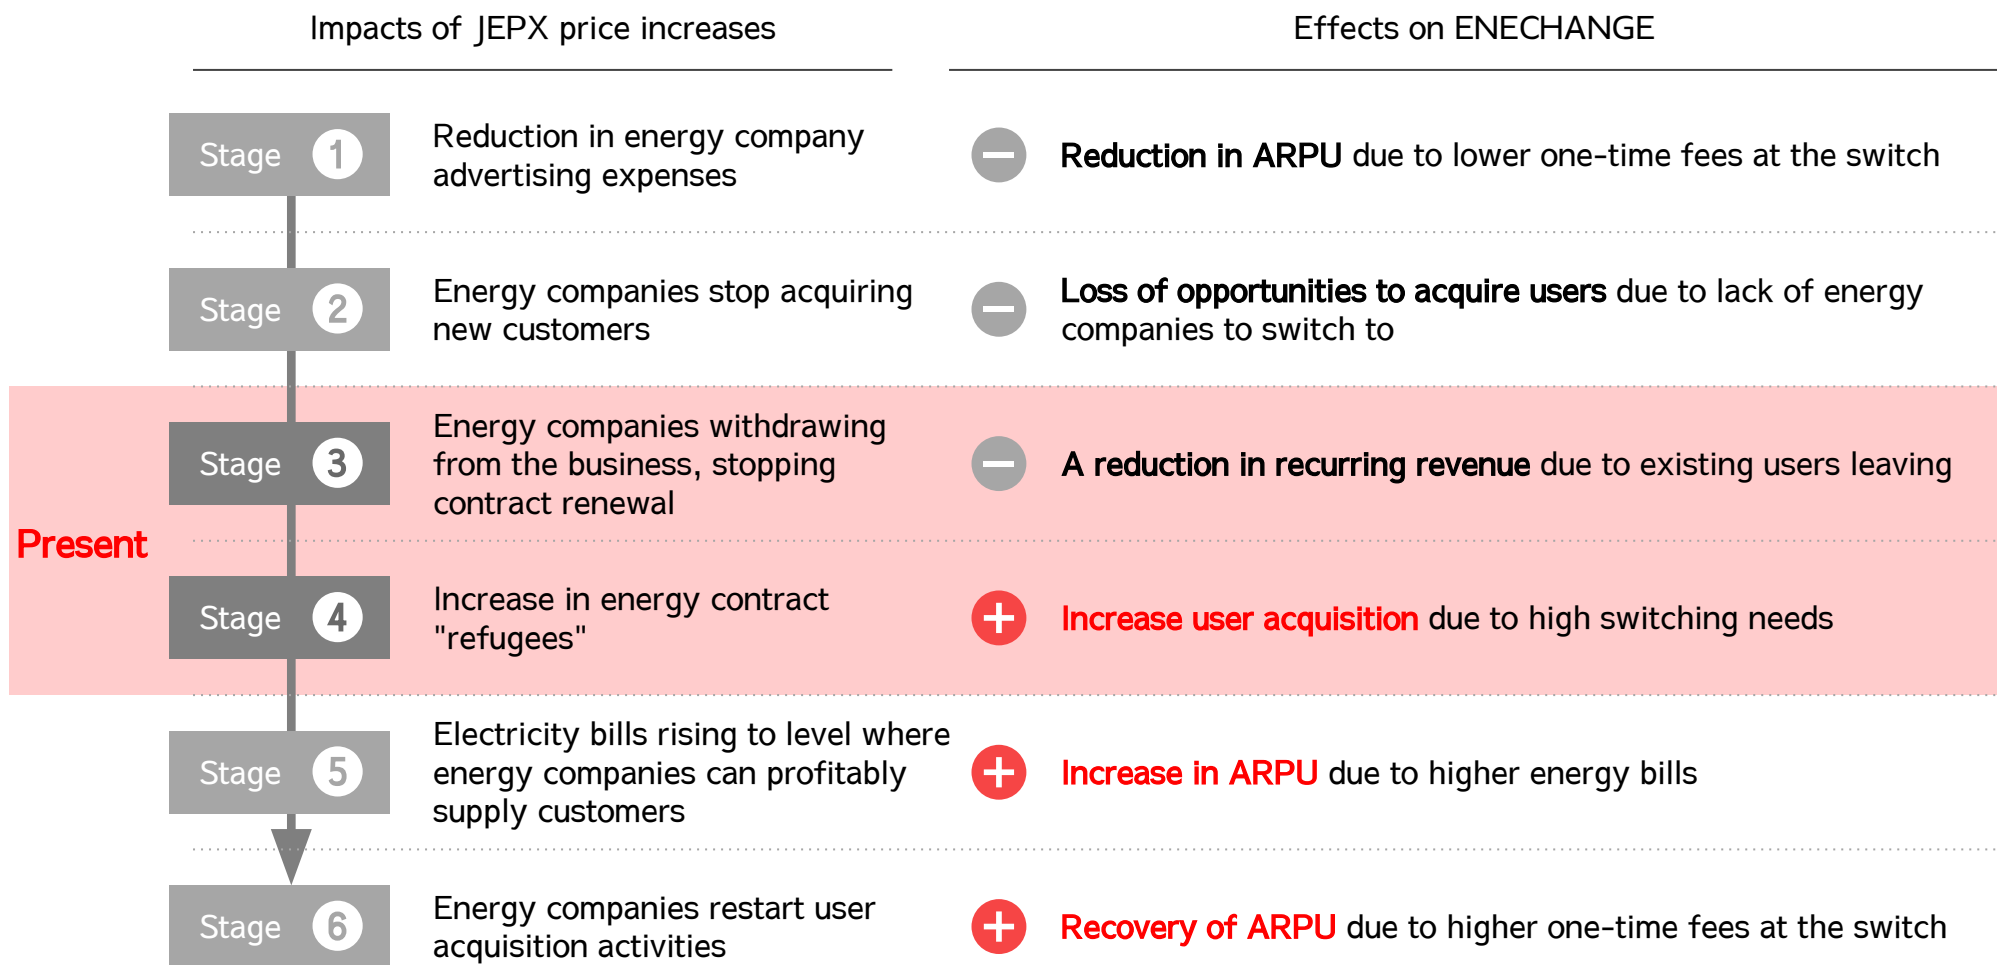 Impacts of JEPX price increases
Effects on ENECHANGE
Stage 1
Reduction in energy company
advertising expenses
Reduction in ARPU due to lower one-time fees at the switch
Stage 2
Energy companies stop acquiring
new customers
Loss of opportunities to acquire users due to lack of energy
companies to switch to
Present
Stage 3
Energy companies withdrawing
from the business, stopping
contract renewal
A reduction in recurring revenue due to existing users leaving
Stage 4
Increase in energy contract
"refugees"
Increase user acquisition due to high switching needs
Stage 5
Electricity bills rising to level where
energy companies can profitably
supply customers
Increase in ARPU due to higher energy bills
Stage 6
Energy companies restart user
acquisition activities
Recovery of ARPU due to higher one-time fees at the switch